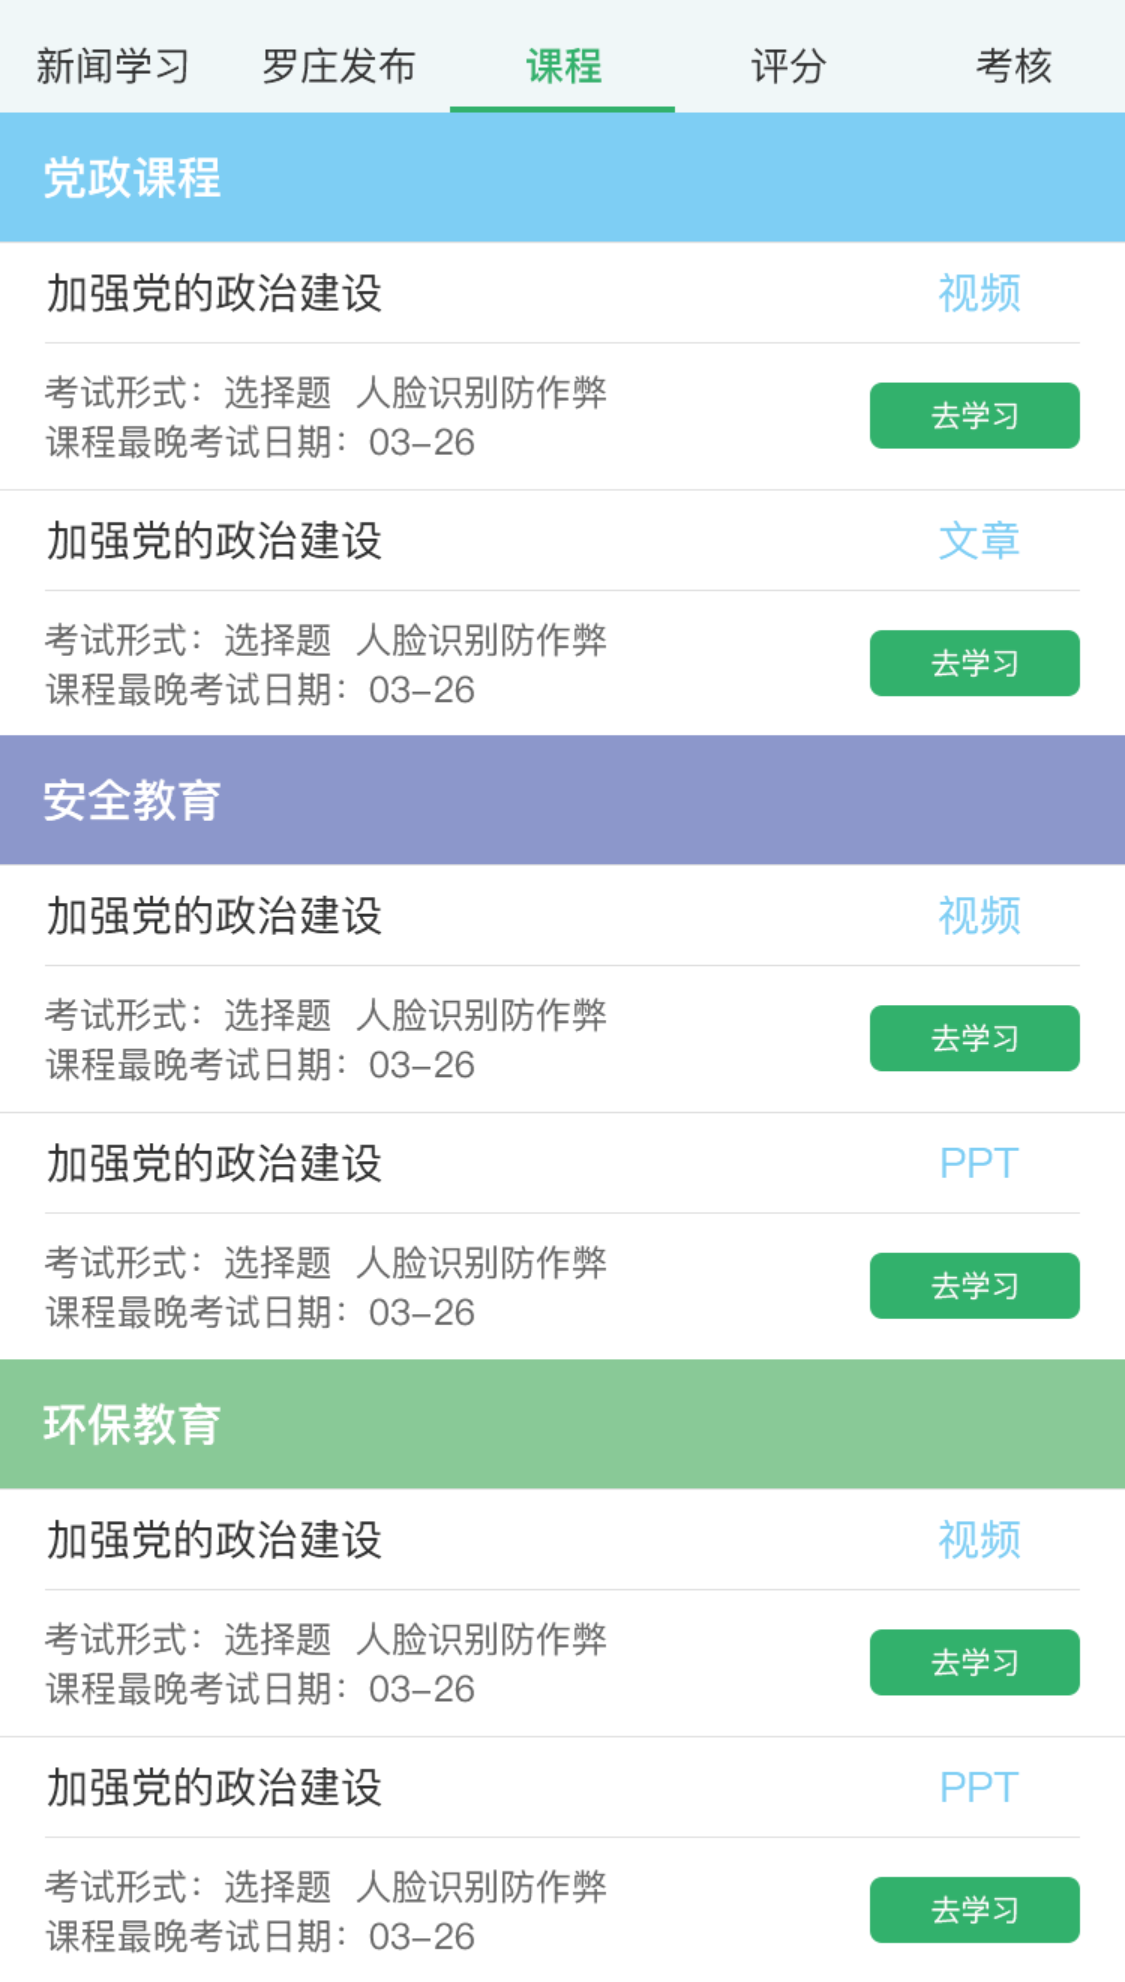 新闻学习 罗庄发布 课程 评分 考核
党政课程
加强党的政治建设 视频
考试形式：选择题 人脸识别防作弊
去学习
课程最晚考试日期：03-26
加强党的政治建设 文章
考试形式：选择题 人脸识别防作弊
去学习
课程最晚考试日期：03-26
安全教育
加强党的政治建设 视频
考试形式：选择题 人脸识别防作弊
去学习
课程最晚考试日期：03-26
加强党的政治建设 PPT
考试形式：选择题 人脸识别防作弊
去学习
课程最晚考试日期：03-26
环保教育
加强党的政治建设 视频
考试形式：选择题 人脸识别防作弊
去学习
课程最晚考试日期：03-26
加强党的政治建设 PPT
考试形式：选择题 人脸识别防作弊
去学习
课程最晚考试日期：03-26